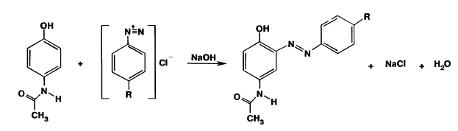 OH
+
N≡N⁺
R
Cl⁻
NaOH
OH
N=N
R
+ NaCl + H₂O
O
N-H
CH₃
O
N-H
CH₃